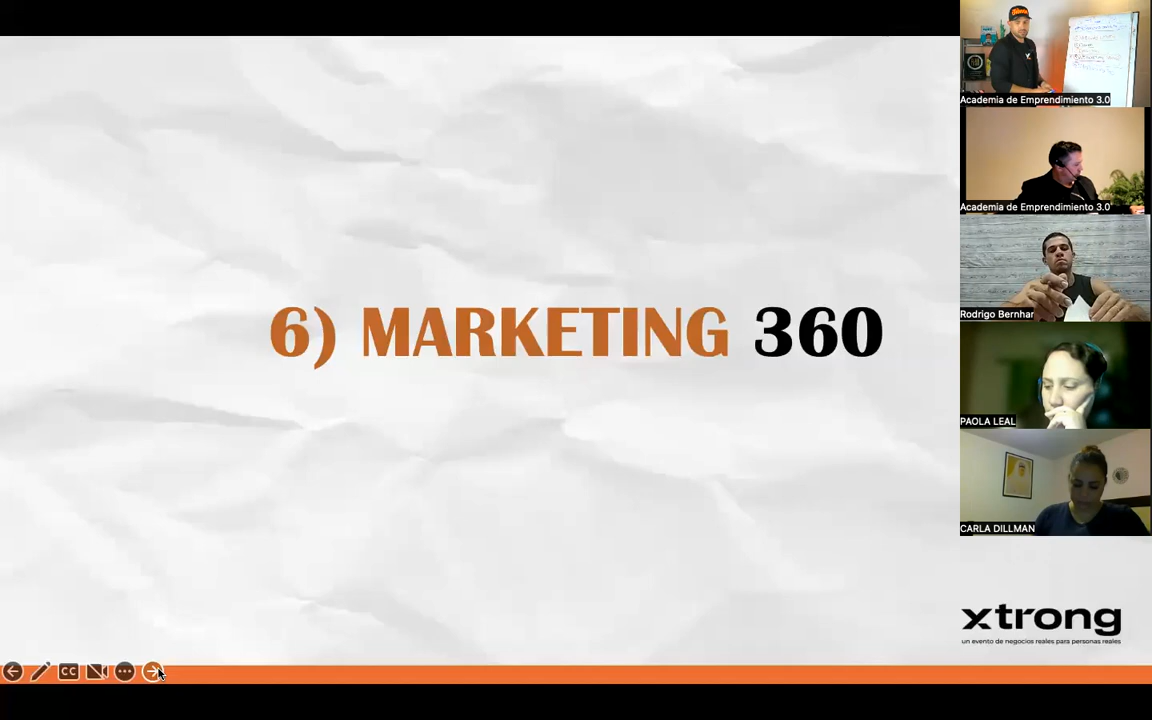 Academia de Emprendimiento 3.0
Academia de Emprendimiento 3.0
Rodrigo Bernhar
PAOLA LEAL
CARLA DILLMAN
6) MARKETING 360
xtrong
un evento de negocios reales para personas reales
CC